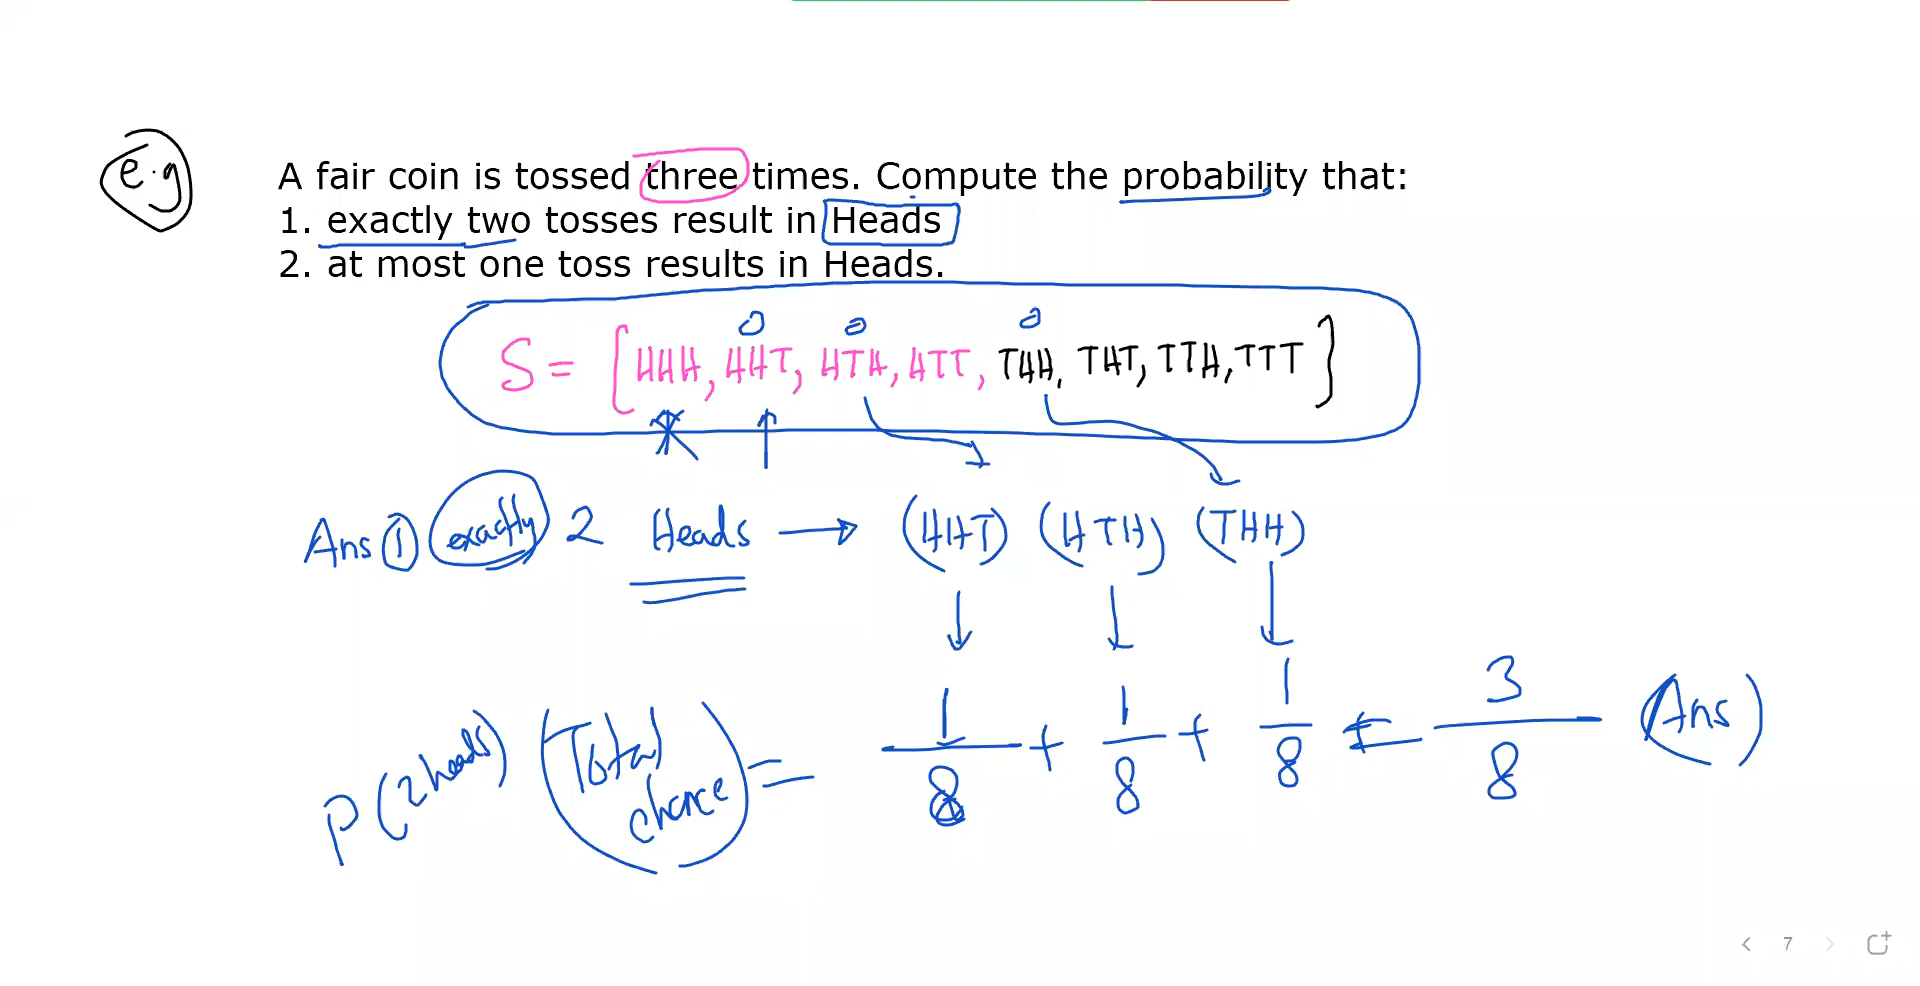 e.g
A fair coin is tossed three times. Compute the probability that:
1. exactly two tosses result in Heads
2. at most one toss results in Heads.
S = {HHH, HHT, HTH, HTT, THH, THT, TTH, TTT}
Ans ① exactly 2 Heads → (HHT) (HTH) (THH)
P(2 heads) (Total chance) = 1/8 + 1/8 + 1/8 = 3/8 (Ans)
7